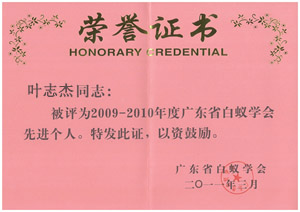 荣誉证书
HONORARY CREDENTIAL
叶志杰同志：
被评为2009-2010年度广东省白蚁学会
先进个人。特发此证，以资鼓励。
广东省白蚁学会
二〇一一年三月